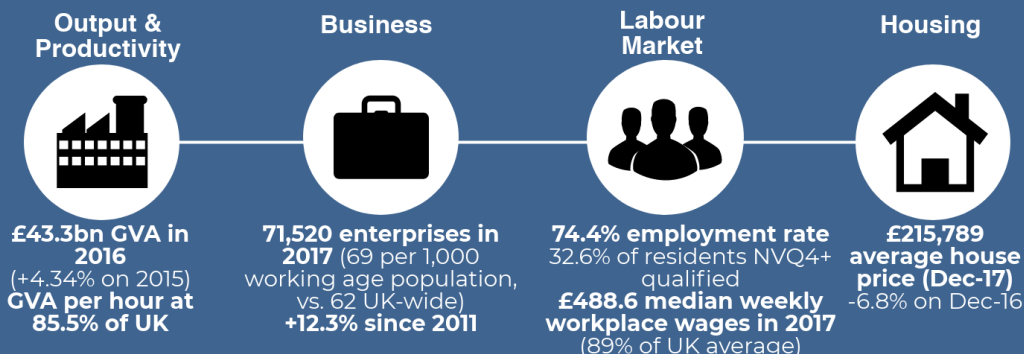 Output &
Productivity
£43.3bn GVA in
2016
(+4.34% on 2015)
GVA per hour at
85.5% of UK
Business
71,520 enterprises in
2017 (69 per 1,000
working age population,
vs. 62 UK-wide)
+12.3% since 2011
Labour
Market
74.4% employment rate
32.6% of residents NVQ4+
qualified
£488.6 median weekly
workplace wages in 2017
(89% of UK average)
Housing
£215,789
average house
price (Dec-17)
-6.8% on Dec-16